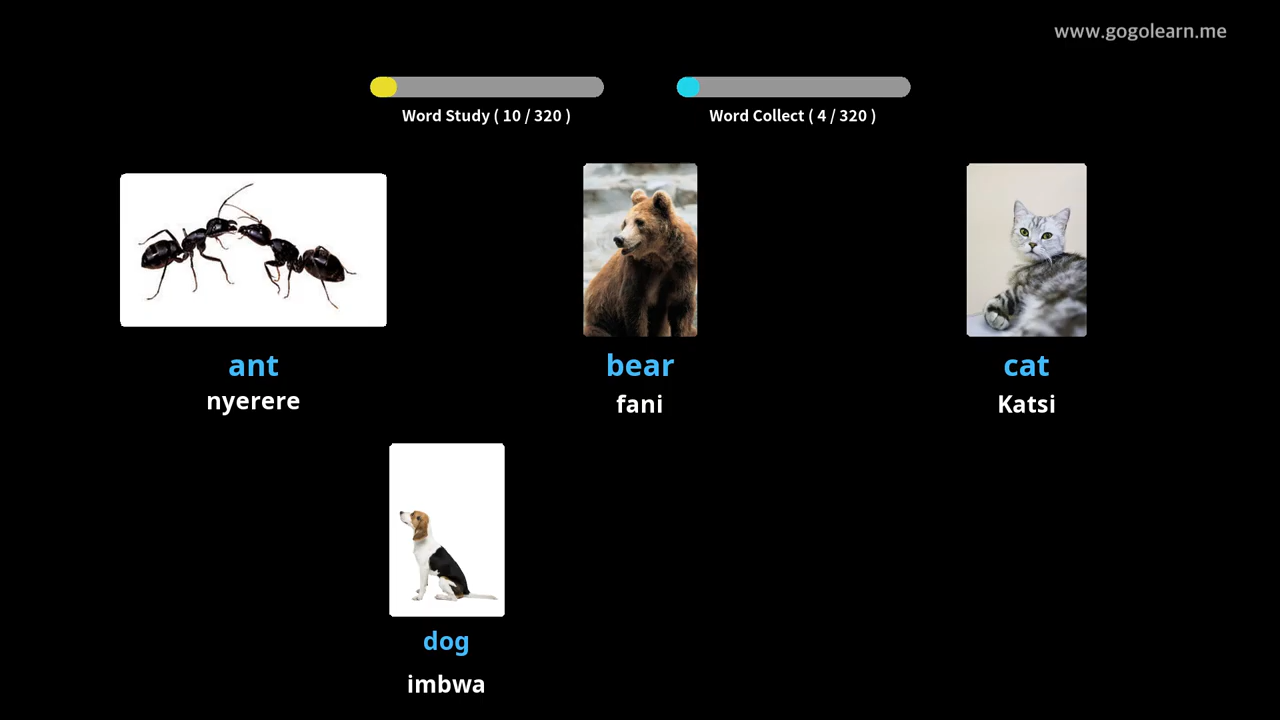 www.gogolearn.me
Word Study ( 10 / 320 )
Word Collect ( 4 / 320 )
ant
nyerere
bear
fani
cat
Katsi
dog
imbwa